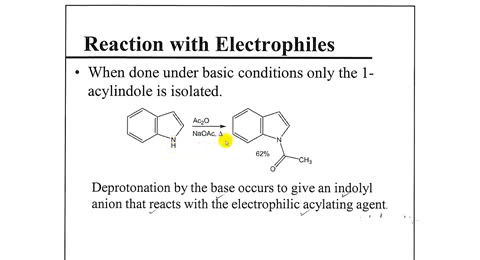 Reaction with Electrophiles
• When done under basic conditions only the 1-
acylindole is isolated.
Ac₂O
NaOAc, Δ
N
H
N
62%
O
CH₃
Deprotonation by the base occurs to give an indolyl
anion that reacts with the electrophilic acylating agent.